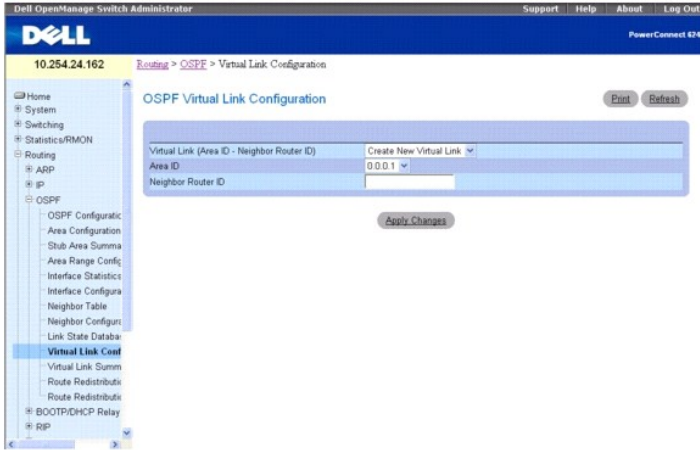 Dell OpenManage Switch Administrator Support Help About Log Out
DELL
PowerConnect 624
10.254.24.162
Routing > OSPF > Virtual Link Configuration
Home
System
Switching
Statistics/RMON
Routing
ARP
IP
OSPF
OSPF Configuratic
Area Configuration
Stub Area Summa
Area Range Config
Interface Statistics
Interface Configura
Neighbor Table
Neighbor Configura
Link State Databa
Virtual Link Conf
Virtual Link Summ
Route Redistributic
Route Redistributic
BOOTP/DHCP Relay
RIP
OSPF Virtual Link Configuration
Print Refresh
Virtual Link (Area ID - Neighbor Router ID) Create New Virtual Link
Area ID 0.0.0.1
Neighbor Router ID
Apply Changes